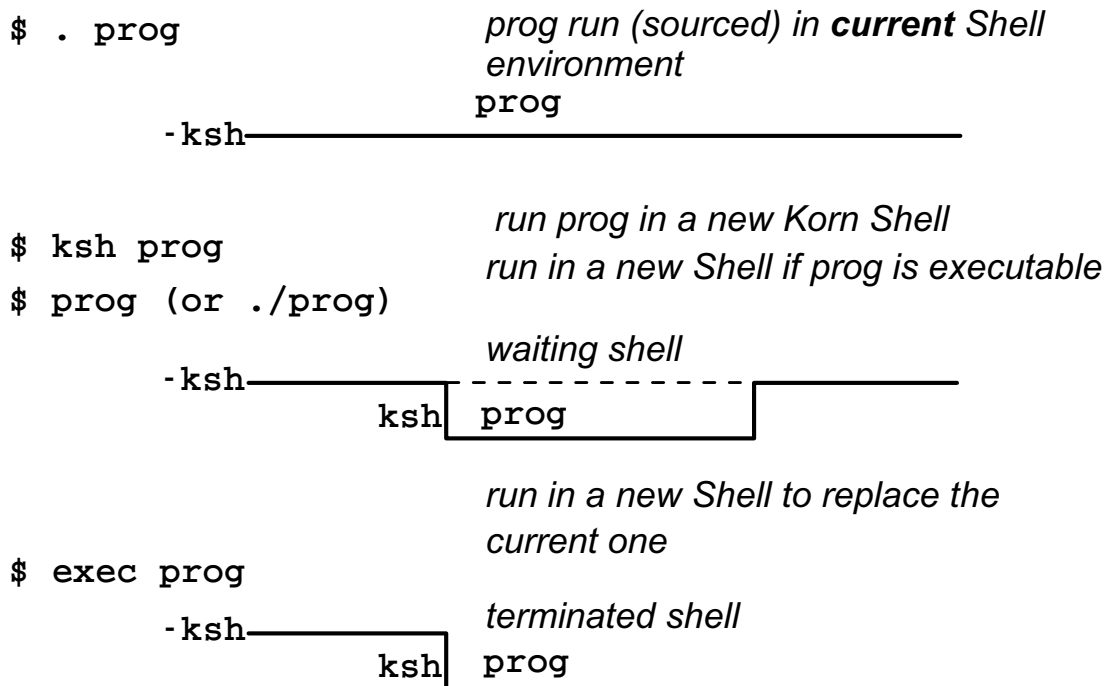 $ . prog
prog run (sourced) in current Shell
environment
prog
-ksh
run prog in a new Korn Shell
$ ksh prog
run in a new Shell if prog is executable
$ prog (or ./prog)
waiting shell
-ksh
ksh prog
run in a new Shell to replace the
current one
$ exec prog
terminated shell
-ksh
ksh prog